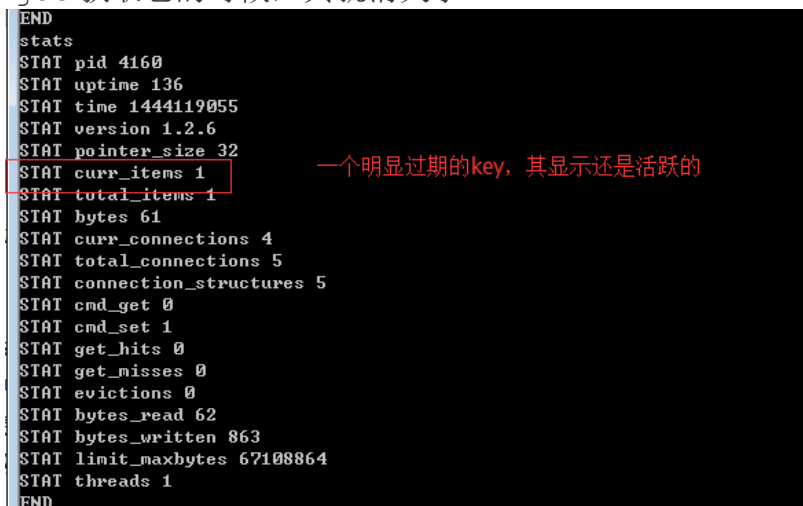 END
stats
STAT pid 4160
STAT uptime 136
STAT time 1444119055
STAT version 1.2.6
STAT pointer_size 32
STAT curr_items 1
一个明显过期的key，其显示还是活跃的
STAT total_items 1
STAT bytes 61
STAT curr_connections 4
STAT total_connections 5
STAT connection_structures 5
STAT cmd_get 0
STAT cmd_set 1
STAT get_hits 0
STAT get_misses 0
STAT evictions 0
STAT bytes_read 62
STAT bytes_written 863
STAT limit_maxbytes 67108864
STAT threads 1
END